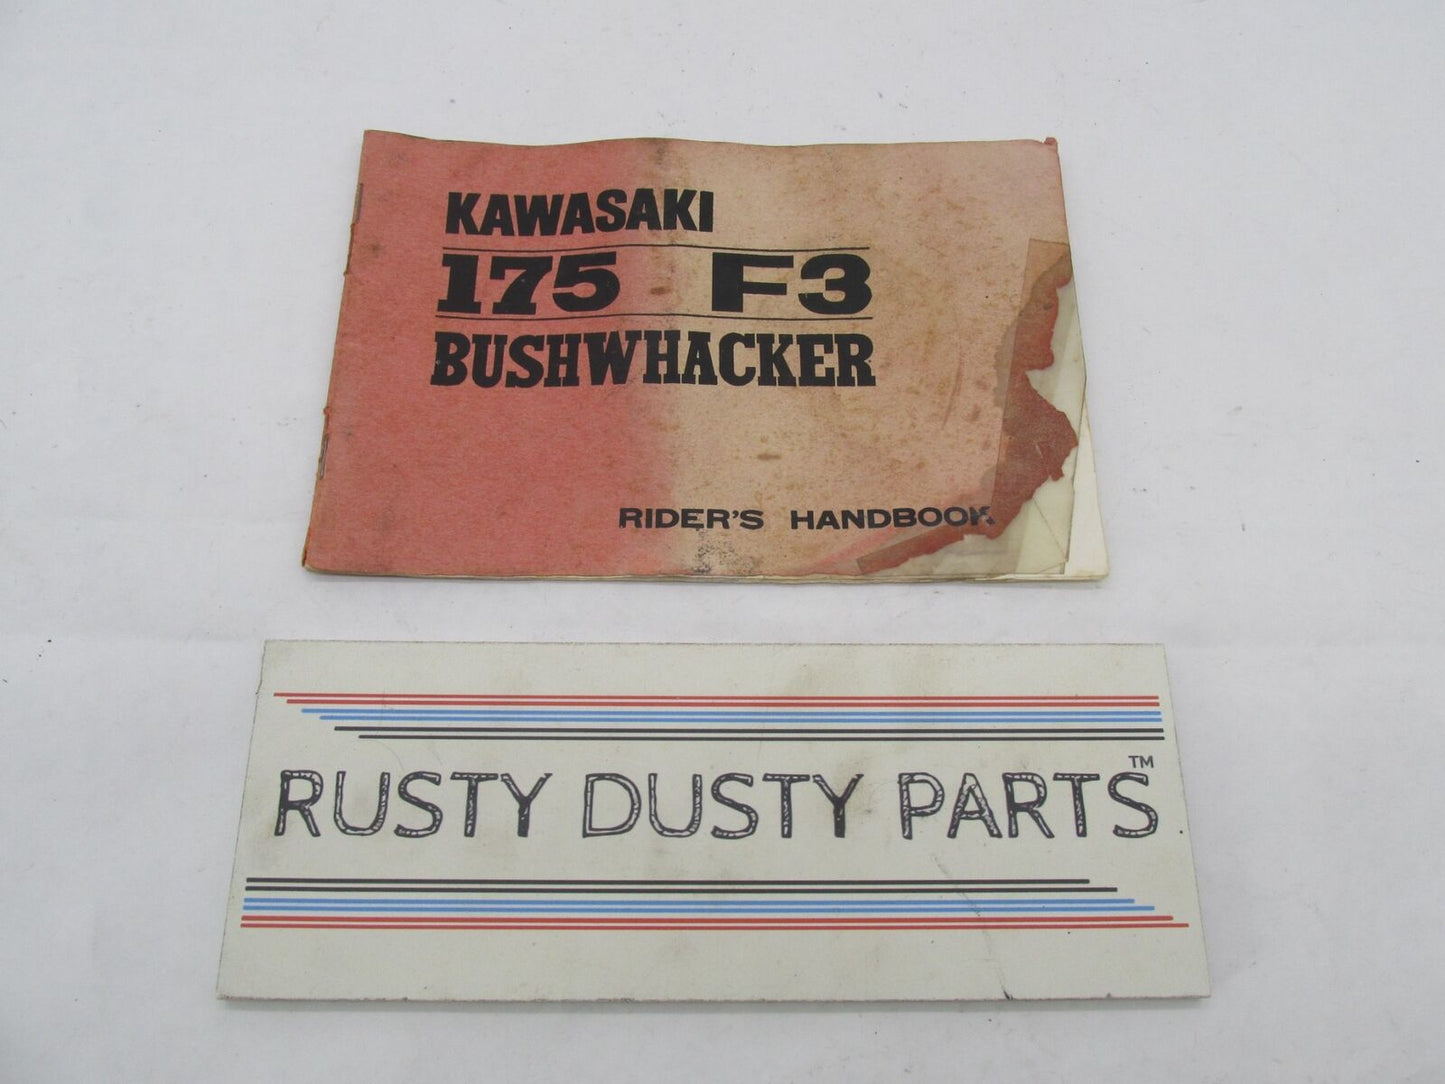 KAWASAKI
175 F3
BUSHWHACKER
RIDER'S HANDBOOK
RUSTY DUSTY PARTS™